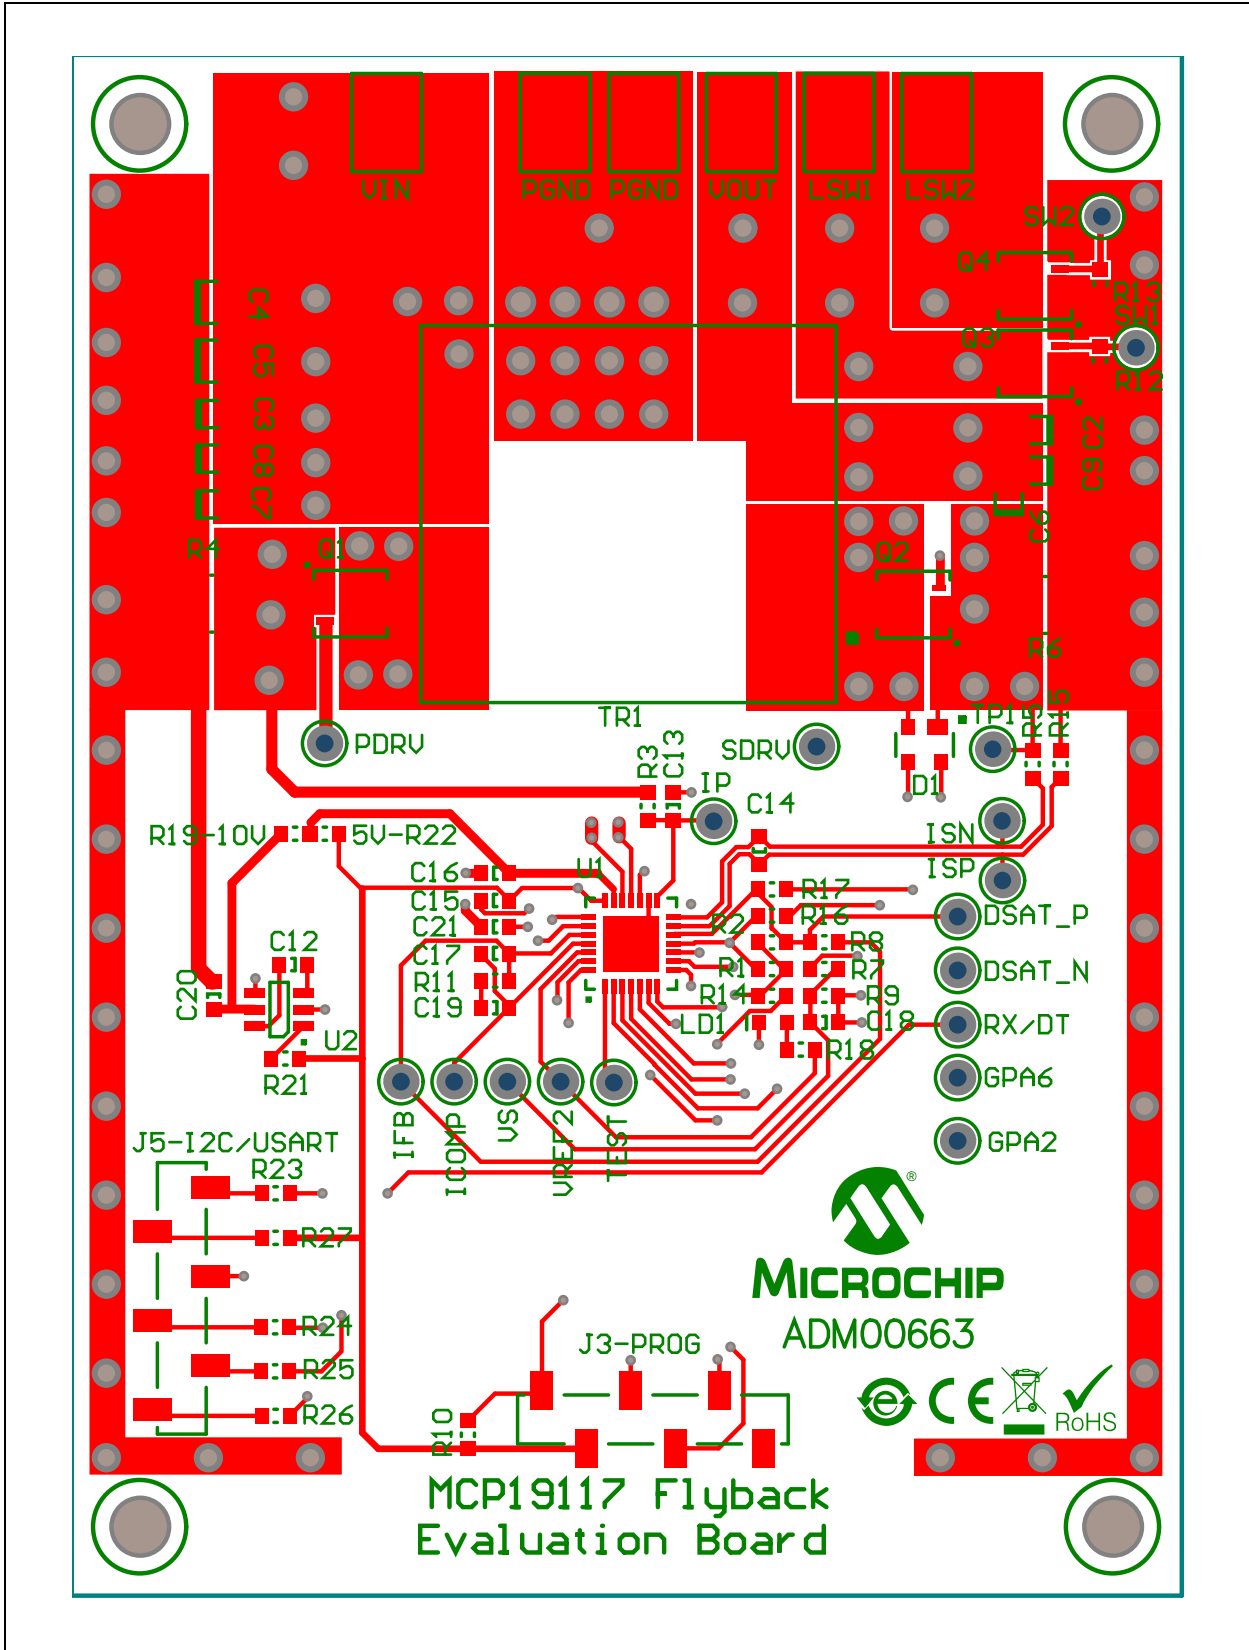 VIN PGND PGND VOUT LSW1 LSW2
SW2
Q4
R13
C4
SW1
Q3
C5
R12
C3
C2
C8
C9
C7
C6
R4 Q1 Q2
R6
TR1
TP1 R5 R15
PDRV SDRV
R3 C13 IP
D1
C14
R19-10V 5V-R22 ISN
U1
C16 ISP
R17
C15 DSAT_P
R2 R16
C21
R8
C12 C17
R1 R7 DSAT_N
R11
C20 R14 R9
C19 LD1 C18 RX/DT
U2 R18
R21
GPA6
IFB ICOMP VS VREF2 TEST
J5-I2C/USART GPA2
R23
®
R27
MICROCHIP
R24 J3-PROG ADM00663
R25
R26 R10 RoHS
MCP19117 Flyback
Evaluation Board